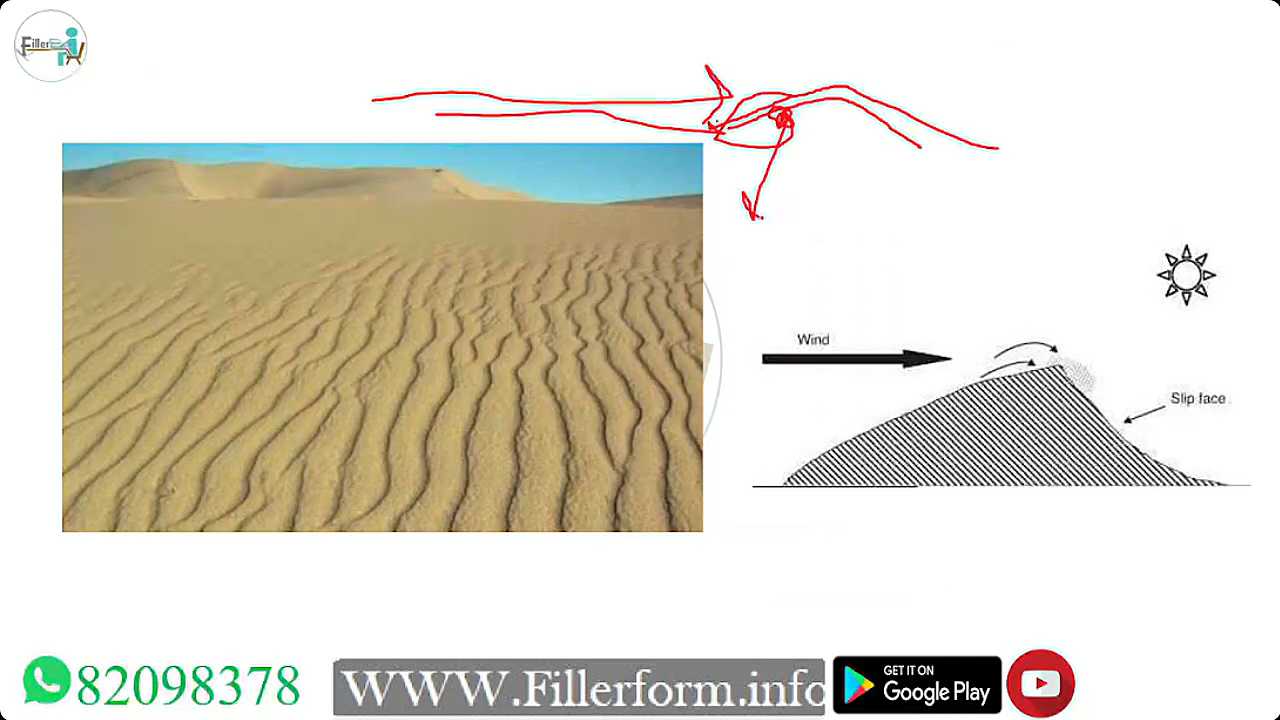 Filler
Wind
Slip face
82098378
WWW.Fillerform.info
GET IT ON
Google Play